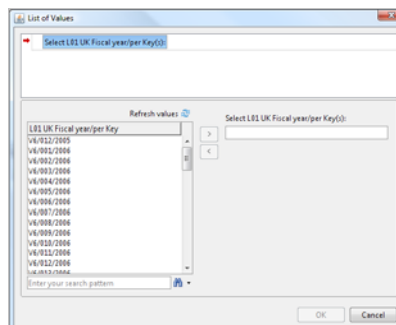 List of Values
Select L01 UK Fiscal year/per Key(s):
Refresh values
L01 UK Fiscal year/per Key
V6/012/2005
V6/001/2006
V6/002/2006
V6/003/2006
V6/004/2006
V6/005/2006
V6/006/2006
V6/007/2006
V6/008/2006
V6/009/2006
V6/010/2006
V6/011/2006
V6/012/2006
V6/013/2006
Enter your search pattern
Select L01 UK Fiscal year/per Key(s):
>
<
OK
Cancel